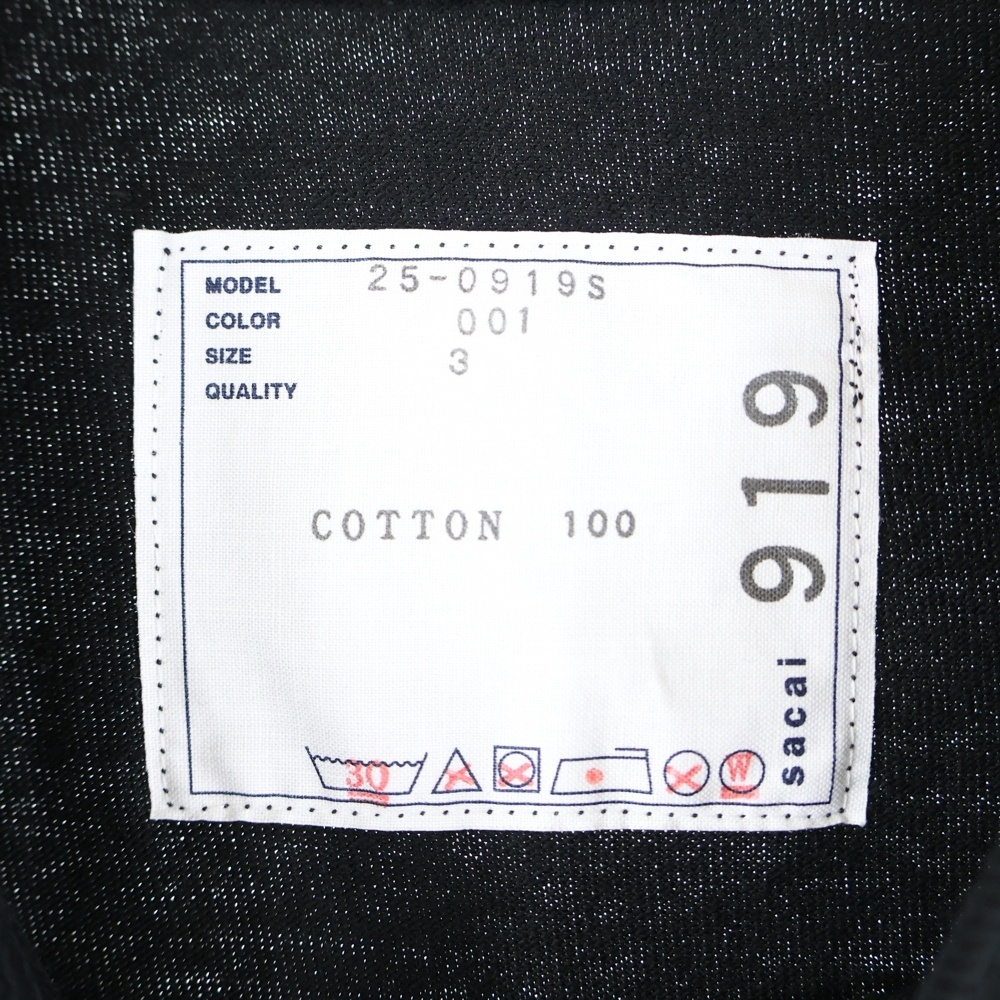 MODEL 25-0919S
COLOR 001
SIZE 3
QUALITY
COTTON 100
30
W
sacai 919